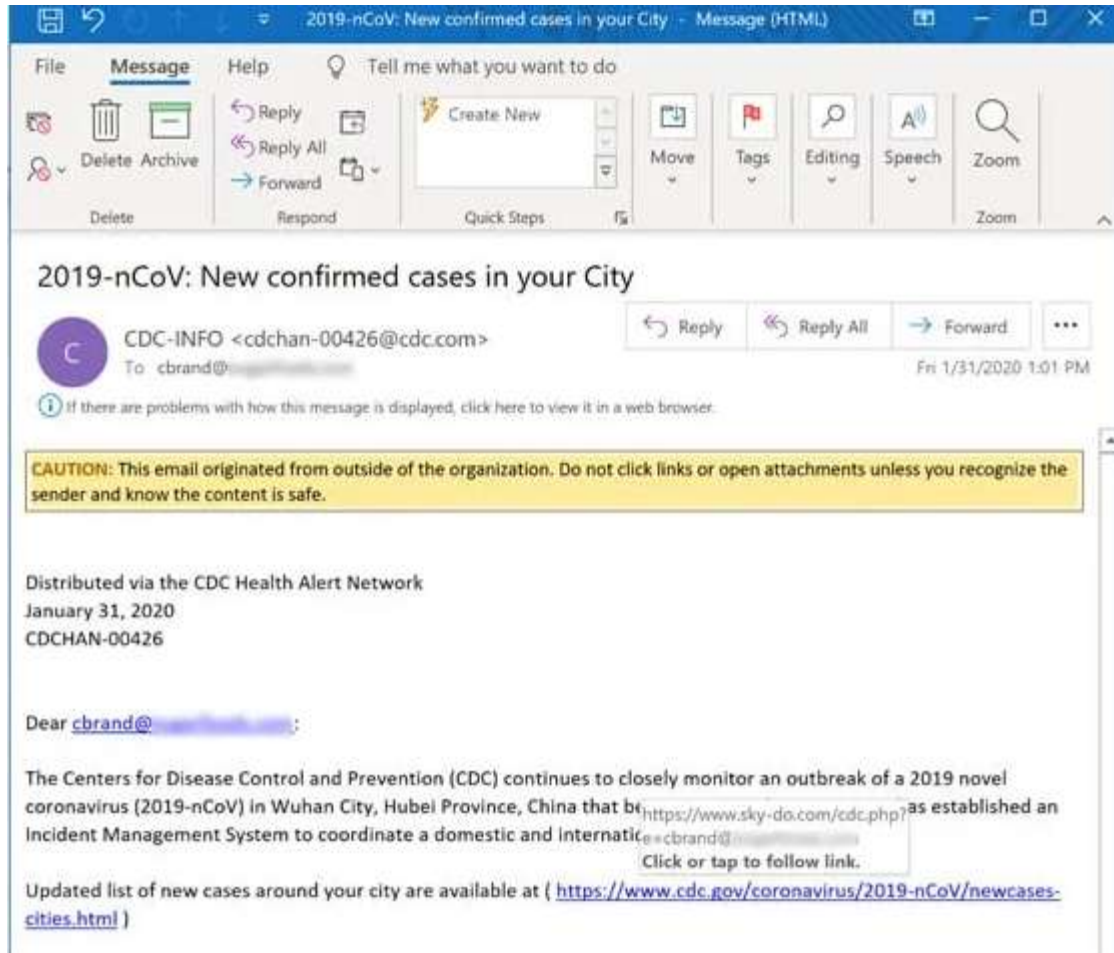 2019-nCoV: New confirmed cases in your City - Message (HTML)
File Message Help Tell me what you want to do
Delete Archive
Reply
Reply All
Forward
Create New
Move Tags Editing Speech Zoom
Delete Respond Quick Steps Zoom
2019-nCoV: New confirmed cases in your City
C
CDC-INFO <cdchan-00426@cdc.com>
Reply Reply All Forward
To cbrand@
Fri 1/31/2020 1:01 PM
If there are problems with how this message is displayed, click here to view it in a web browser.
CAUTION: This email originated from outside of the organization. Do not click links or open attachments unless you recognize the
sender and know the content is safe.
Distributed via the CDC Health Alert Network
January 31, 2020
CDCHAN-00426
Dear cbrand@ :
The Centers for Disease Control and Prevention (CDC) continues to closely monitor an outbreak of a 2019 novel
coronavirus (2019-nCoV) in Wuhan City, Hubei Province, China that as established an
Incident Management System to coordinate a domestic and
https://www.sky-do.com/cdc.php?
e=cbrand@
Click or tap to follow link.
Updated list of new cases around your city are available at ( https://www.cdc.gov/coronavirus/2019-nCoV/newcases-
cities.html )